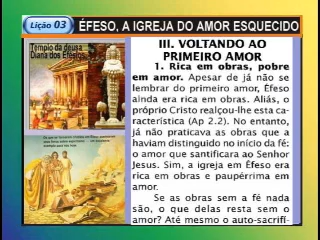 Lição 03
ÉFESO, A IGREJA DO AMOR ESQUECIDO
Templo da deusa
Diana dos Efésios
III. VOLTANDO AO
PRIMEIRO AMOR
1. Rica em obras, pobre
em amor. Apesar de já não se
lembrar do primeiro amor, Éfeso
ainda era rica em obras. Aliás, o
próprio Cristo realçou-lhe esta ca-
racterística (Ap 2.2). No entanto,
já não praticava as obras que a
haviam distinguido no início da fé:
o amor que santificara ao Senhor
Jesus. Sim, a igreja em Éfeso era
rica em obras e paupérrima em
amor.
Se as obras sem a fé nada
são, o que delas resta sem o
amor? Até mesmo o auto-sacrifí-